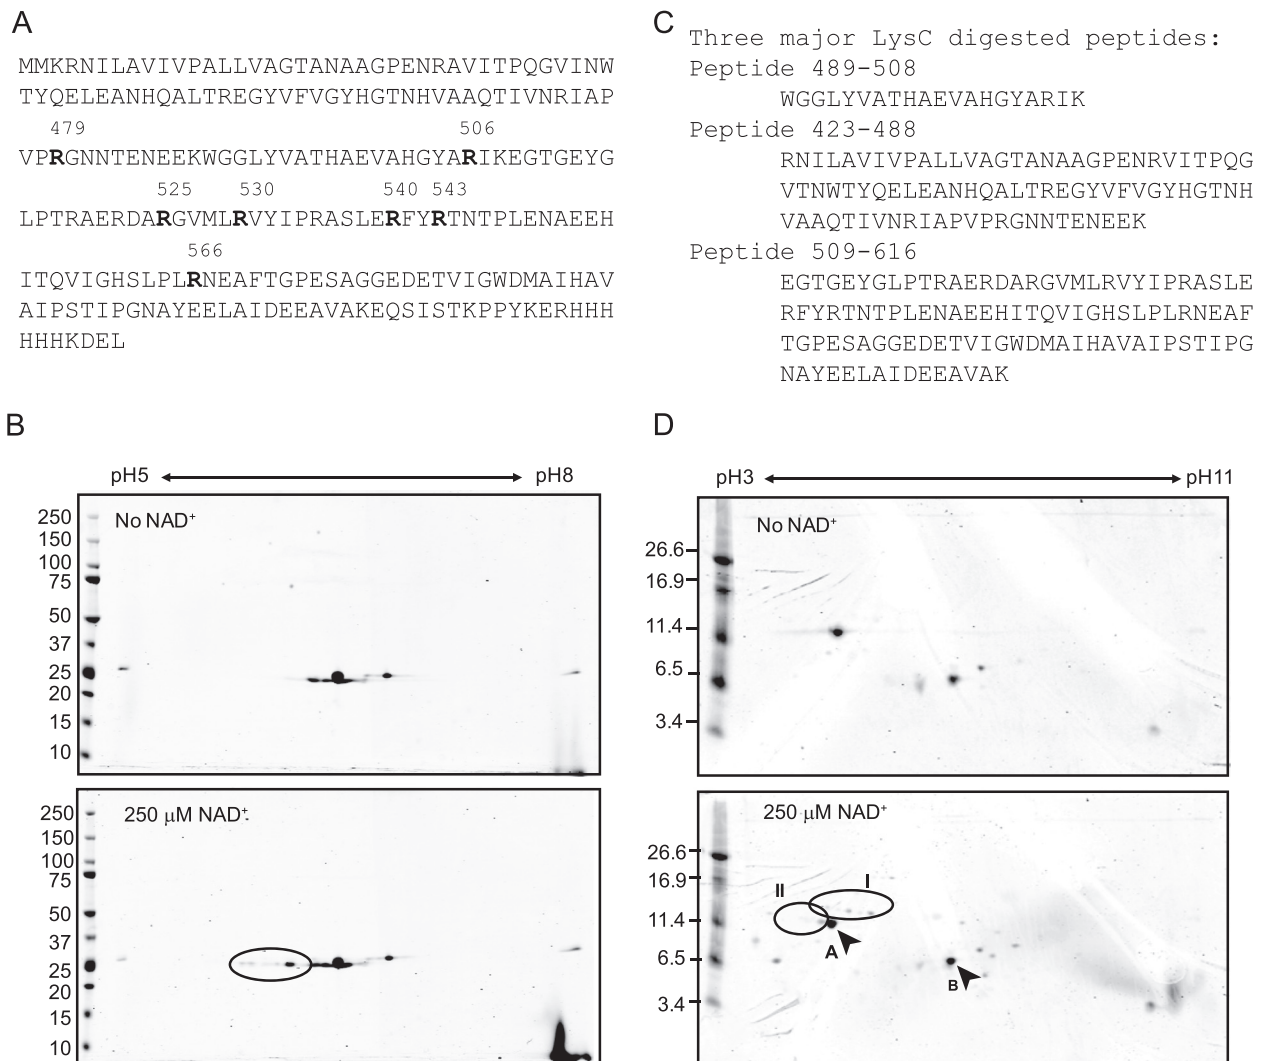 A
MMKRNILAVIVPALLVAGTANAAGPENRAVITPQGVINW
TYQELEANHQALTREGYVFVGYHGTNHVAAQTIVNRIAP
479 506
VPRGNNTENEEKWGGLYVATHAEVAHGYARIKEGTGEYG
525 530 540 543
LPTRAERDARGVMLRVYIPRASLERFYRTNTPLENAEEH
566
ITQVIGHSLPLRNEAFTGPESAGGEDETVIGWDMAIHAV
AIPSTIPGNAYEELAIDEEAVAKEQSISTKPPYKERHHH
HHHKDEL
C
Three major LysC digested peptides:
Peptide 489-508
WGGLYVATHAEVAHGYARIK
Peptide 423-488
RNILAVIVPALLVAGTANAAGPENRVITPQG
VTNWTYQELEANHQALTREGYVFVGYHGTNH
VAAQTIVNRIAPVPRGNNTENEEK
Peptide 509-616
EGTGEYGLPTRAERDARGVMLRVYIPRASLE
RFYRTNTPLENAEEHITQVIGHSLPLRNEAF
TGPESAGGEDETVIGWDMAIHAVAIPSTIPG
NAYEELAIDEEAVAK
B
pH5 pH8
No NAD+
250
150
100
75
50
37
25
20
15
10
250 μM NAD+
250
150
100
75
50
37
25
20
15
10
D
pH3 pH11
No NAD+
26.6
16.9
11.4
6.5
3.4
250 μM NAD+
26.6
16.9
11.4
6.5
3.4
II
I
A
B